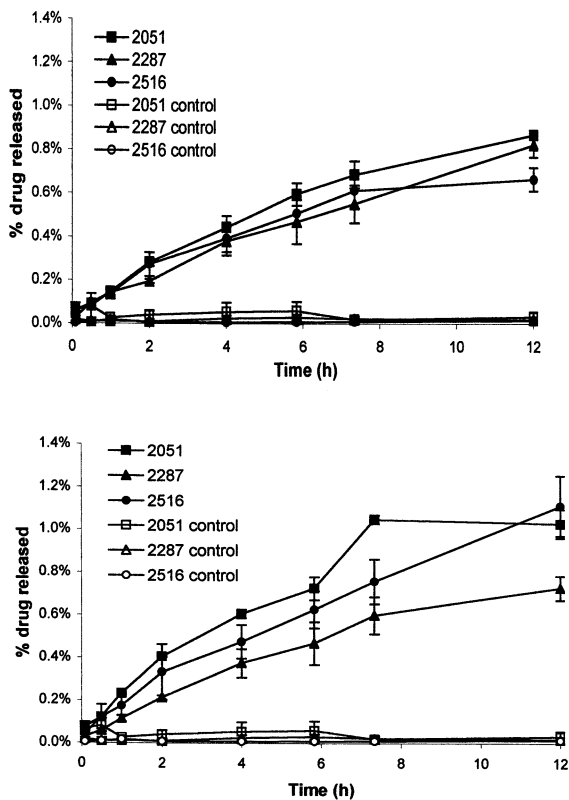 1.4%
1.2%
1.0%
0.8%
0.6%
0.4%
0.2%
0.0%
% drug released
2051
2287
2516
2051 control
2287 control
2516 control
0 2 4 6 8 10 12
Time (h)
1.4%
1.2%
1.0%
0.8%
0.6%
0.4%
0.2%
0.0%
% drug released
2051
2287
2516
2051 control
2287 control
2516 control
0 2 4 6 8 10 12
Time (h)